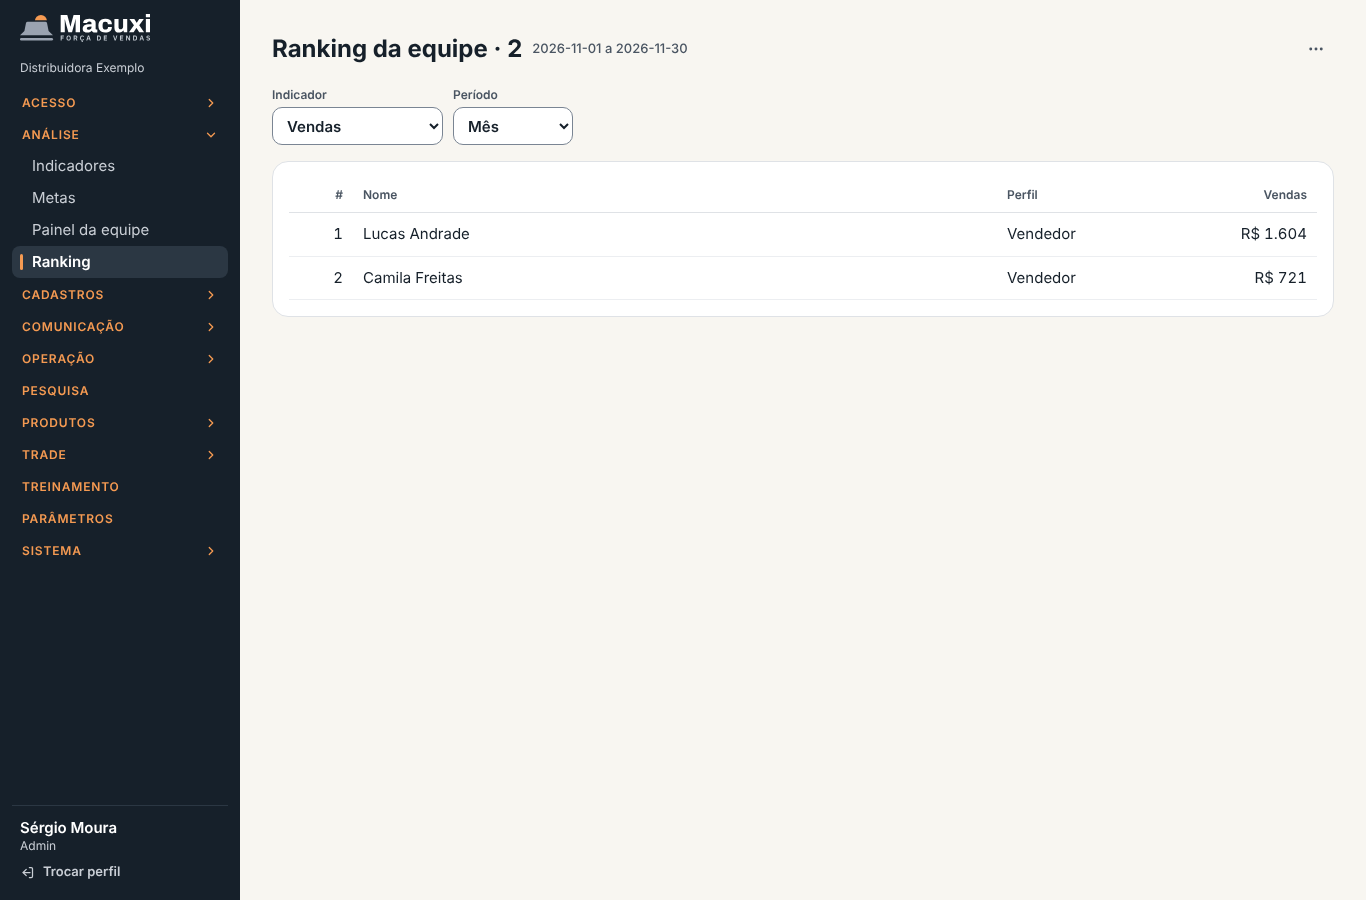 Macuxi
FORÇA DE VENDAS
Distribuidora Exemplo
ACESSO
ANÁLISE
Indicadores
Metas
Painel da equipe
Ranking
CADASTROS
COMUNICAÇÃO
OPERAÇÃO
PESQUISA
PRODUTOS
TRADE
TREINAMENTO
PARÂMETROS
SISTEMA
Sérgio Moura
Admin
Trocar perfil
Ranking da equipe · 2 2026-11-01 a 2026-11-30
Indicador Período
Vendas Mês
# Nome Perfil Vendas
1 Lucas Andrade Vendedor R$ 1.604
2 Camila Freitas Vendedor R$ 721